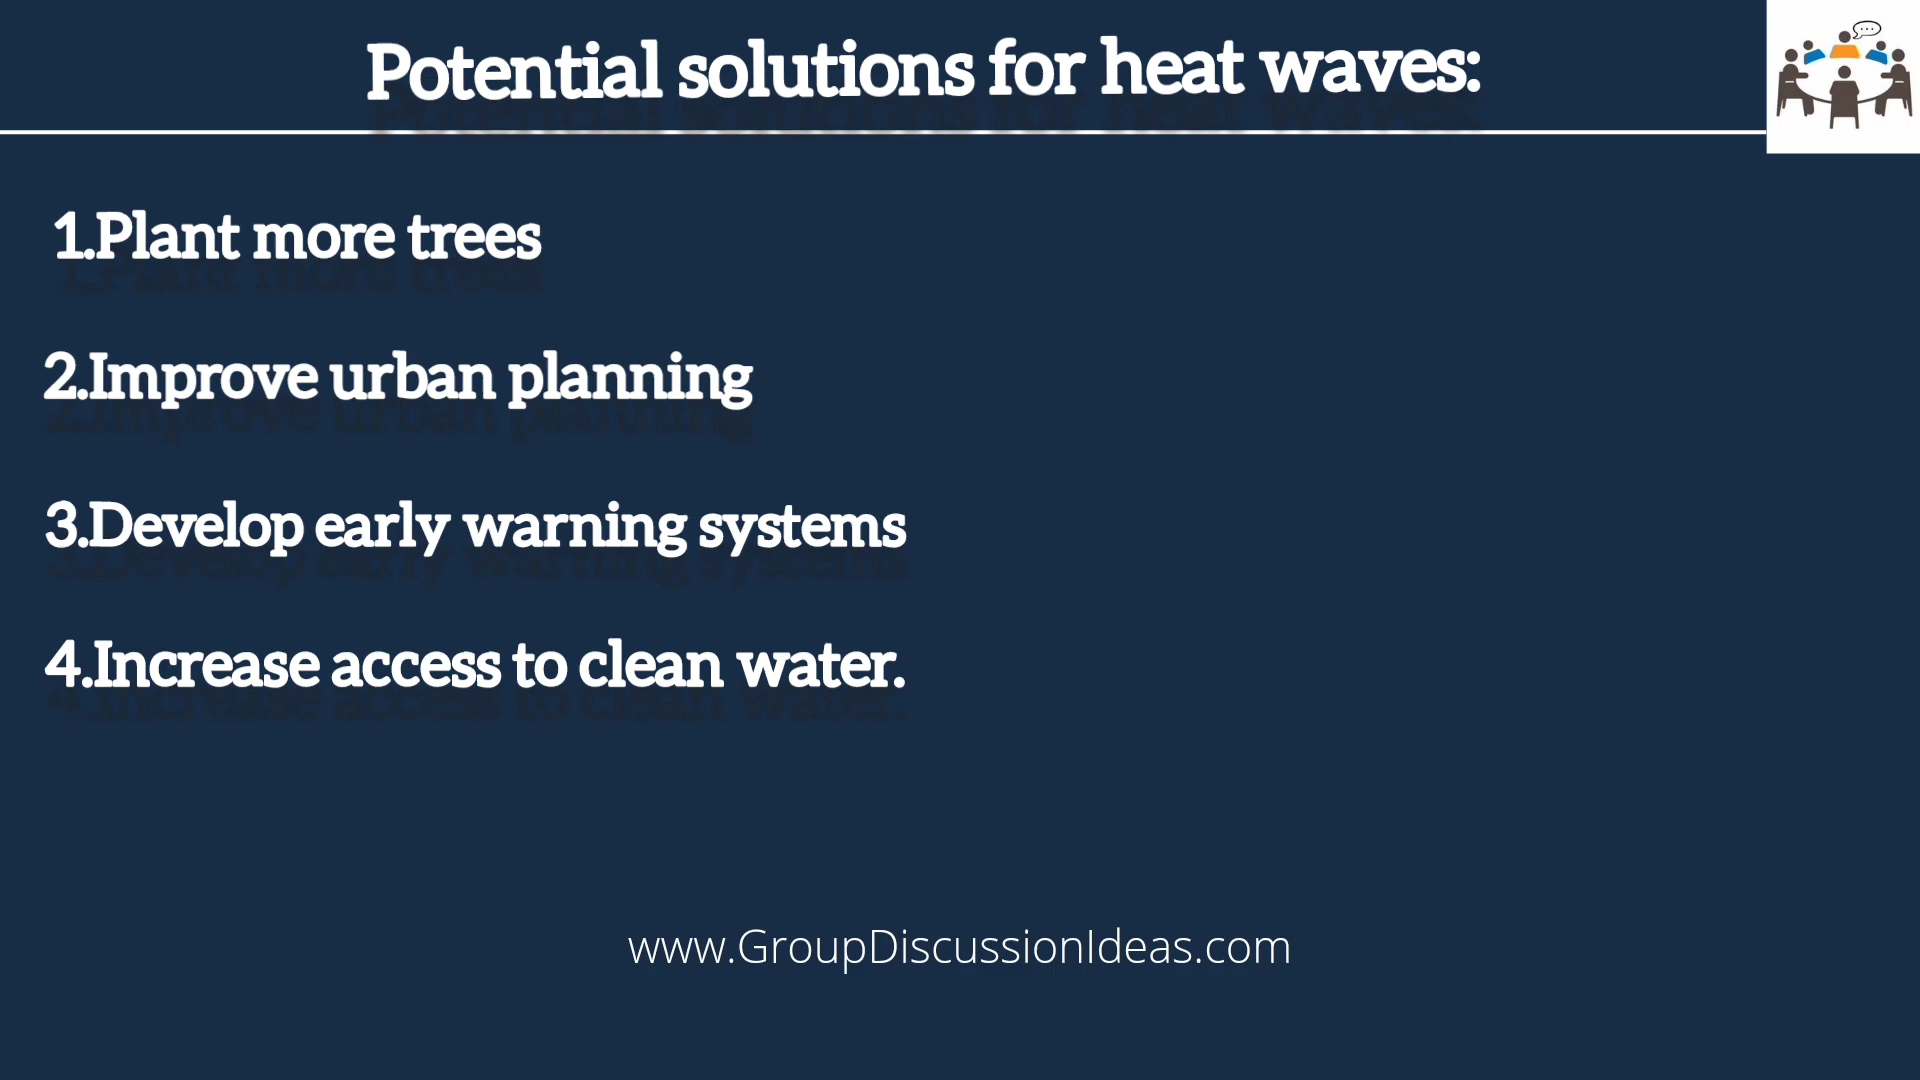 Potential solutions for heat waves:
1.Plant more trees
2.Improve urban planning
3.Develop early warning systems
4.Increase access to clean water.
www.GroupDiscussionIdeas.com